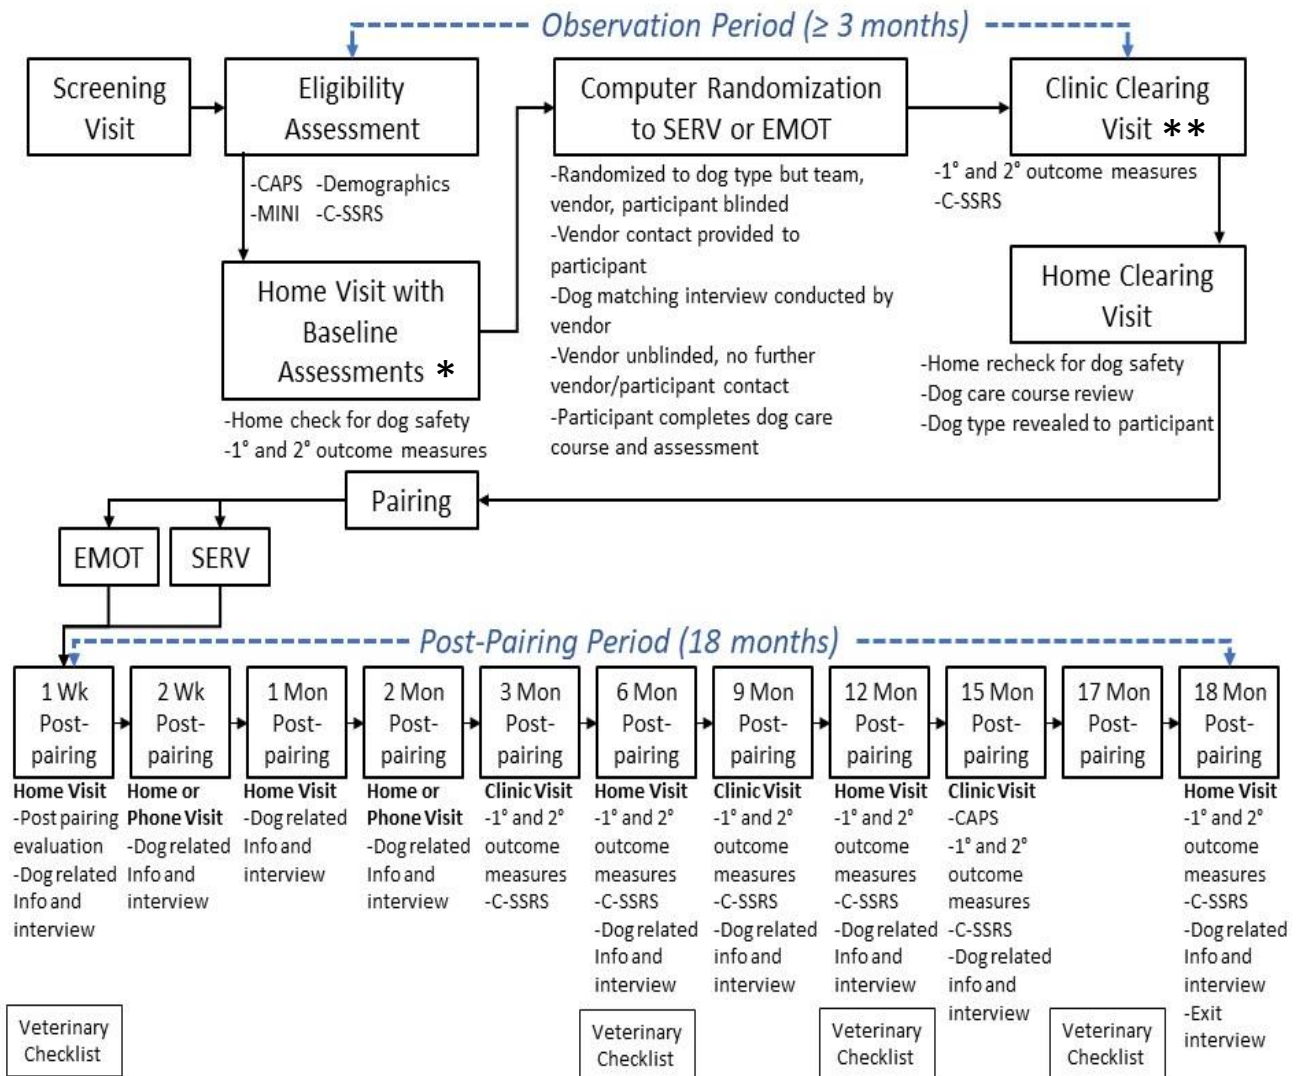 Observation Period (≥ 3 months)
Screening
Visit
Eligibility
Assessment
-CAPS -Demographics
-MINI -C-SSRS
Home Visit with
Baseline
Assessments *
-Home check for dog safety
-1° and 2° outcome measures
Computer Randomization
to SERV or EMOT
-Randomized to dog type but team,
vendor, participant blinded
-Vendor contact provided to
participant
-Dog matching interview conducted by
vendor
-Vendor unblinded, no further
vendor/participant contact
-Participant completes dog care
course and assessment
Clinic Clearing
Visit **
-1° and 2° outcome measures
-C-SSRS
Home Clearing
Visit
-Home recheck for dog safety
-Dog care course review
-Dog type revealed to participant
Pairing
EMOT
SERV
Post-Pairing Period (18 months)
1 Wk
Post-
pairing
Home Visit
-Post pairing
evaluation
-Dog related
Info and
interview
Veterinary
Checklist
2 Wk
Post-
pairing
Home or
Phone Visit
-Dog related
Info and
interview
1 Mon
Post-
pairing
Home Visit
-Dog related
Info and
interview
2 Mon
Post-
pairing
Home or
Phone Visit
-Dog related
Info and
interview
3 Mon
Post-
pairing
Clinic Visit
-1° and 2°
outcome
measures
-C-SSRS
6 Mon
Post-
pairing
Home Visit
-1° and 2°
outcome
measures
-C-SSRS
-Dog related
Info and
interview
Veterinary
Checklist
9 Mon
Post-
pairing
Clinic Visit
-1° and 2°
outcome
measures
-C-SSRS
-Dog related
info and
interview
12 Mon
Post-
pairing
Home Visit
-1° and 2°
outcome
measures
-C-SSRS
-Dog related
Info and
interview
Veterinary
Checklist
15 Mon
Post-
pairing
Clinic Visit
-CAPS
-1° and 2°
outcome
measures
-C-SSRS
-Dog related
info and
interview
17 Mon
Post-
pairing
Veterinary
Checklist
18 Mon
Post-
pairing
Home Visit
-1° and 2°
outcome
measures
-C-SSRS
-Dog related
Info and
interview
-Exit
interview